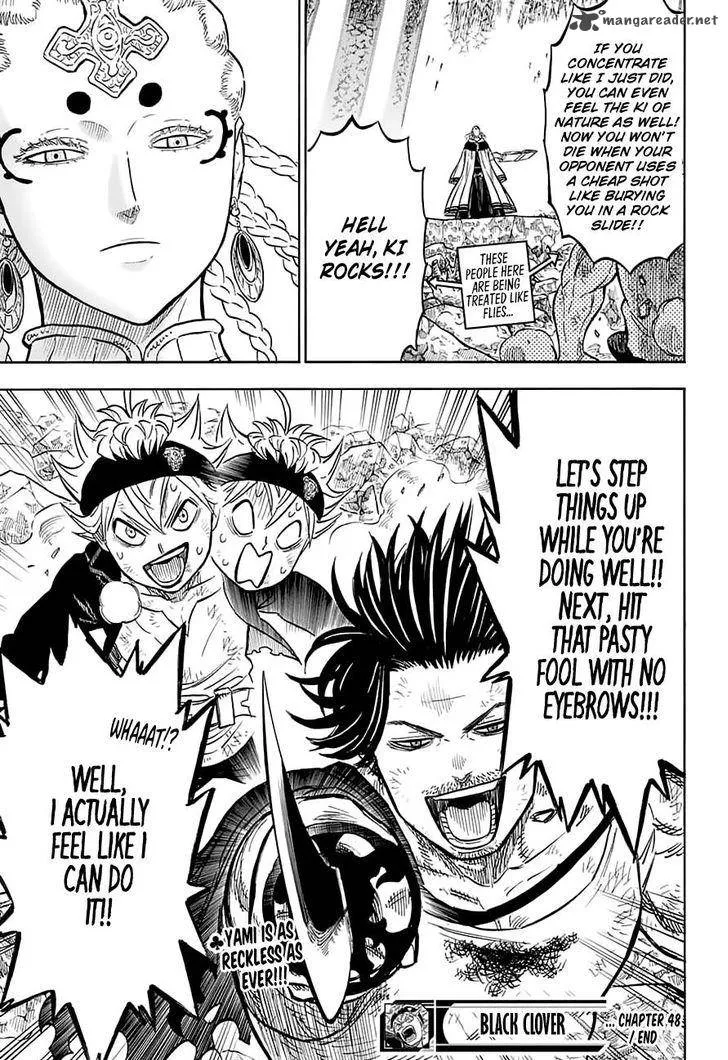 mangareader.net
IF YOU
CONCENTRATE
LIKE I JUST DID,
YOU CAN EVEN
FEEL THE KI OF
NATURE AS WELL!
NOW YOU WON'T
DIE WHEN YOUR
OPPONENT USES
A CHEAP SHOT
LIKE BURYING
YOU IN A ROCK
SLIDE!!
THESE
PEOPLE HERE
ARE BEING
TREATED LIKE
FLIES...
HELL
YEAH, KI
ROCKS!!!
LET'S STEP
THINGS UP
WHILE YOU'RE
DOING WELL!!
NEXT, HIT
THAT PASTY
FOOL WITH NO
EYEBROWS!!!
WHAAAT!?
WELL,
I ACTUALLY
FEEL LIKE I
CAN DO
IT!!
♣YAMI IS AS
RECKLESS AS
EVER!!!
BLACK CLOVER
... CHAPTER 48
/ END